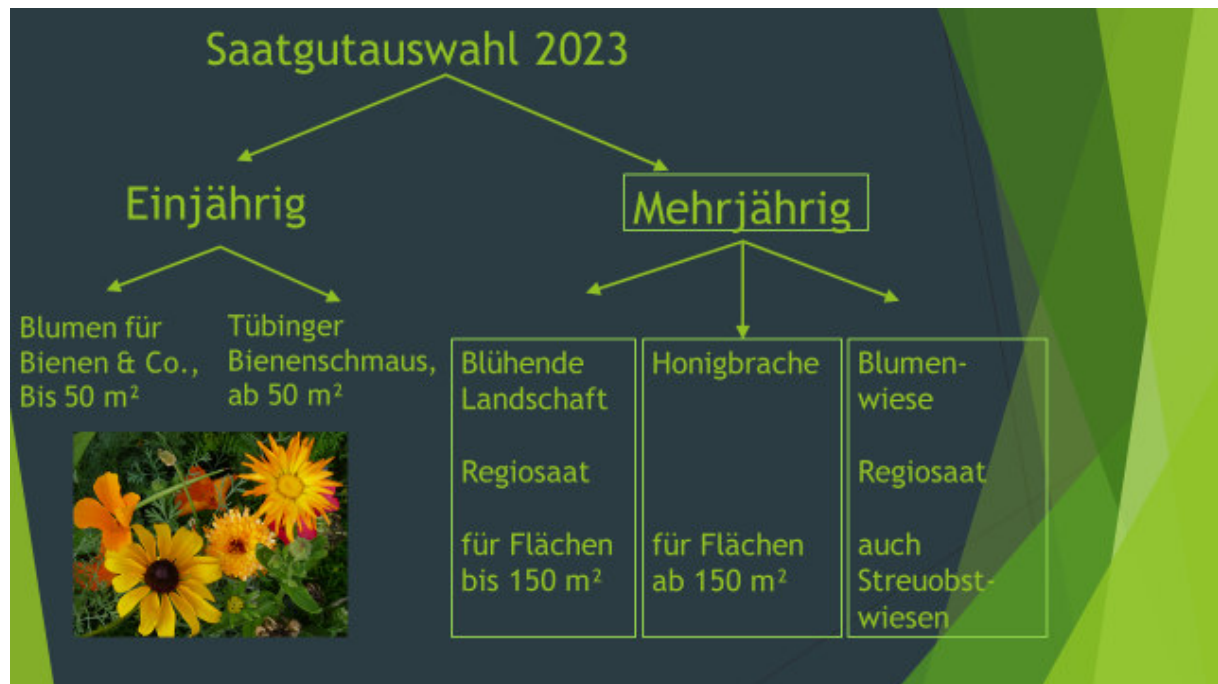 Saatgutauswahl 2023
Einjährig
Mehrjährig
Blumen für
Bienen & Co.,
Bis 50 m²
Tübinger
Bienenschmaus,
ab 50 m²
Blühende
Landschaft
Regiosaat
für Flächen
bis 150 m²
Honigbrache
für Flächen
ab 150 m²
Blumen-
wiese
Regiosaat
auch
Streuobst-
wiesen